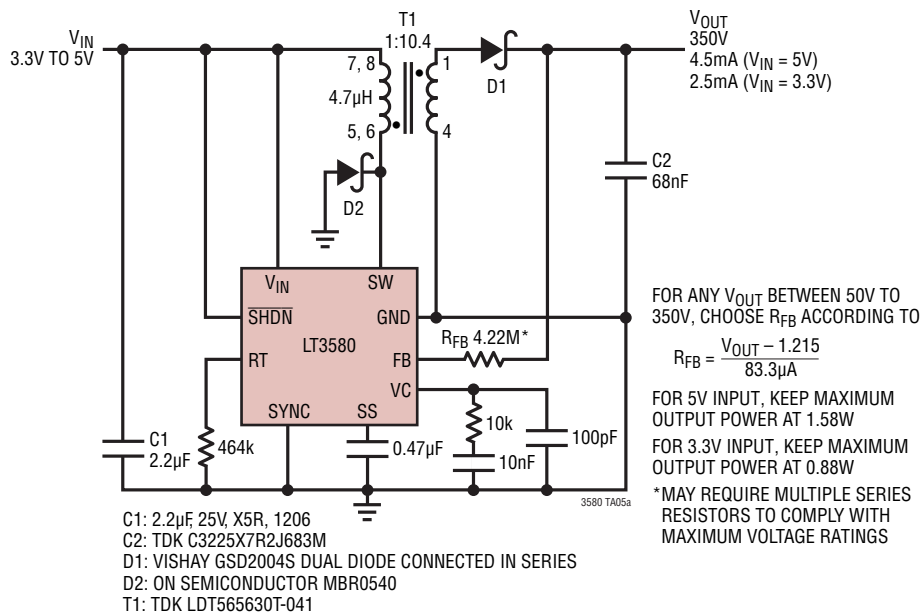 T1
1:10.4
VIN
3.3V TO 5V
7, 8
4.7µH
5, 6
1
4
D1
VOUT
350V
4.5mA (VIN = 5V)
2.5mA (VIN = 3.3V)
D2
C2
68nF
VIN
SW
SHDN
GND
LT3580
RFB 4.22M*
RT
FB
VC
SYNC
SS
C1
2.2µF
464k
0.47µF
10k
10nF
100pF
FOR ANY VOUT BETWEEN 50V TO
350V, CHOOSE RFB ACCORDING TO
RFB = VOUT – 1.215
83.3µA
FOR 5V INPUT, KEEP MAXIMUM
OUTPUT POWER AT 1.58W
FOR 3.3V INPUT, KEEP MAXIMUM
OUTPUT POWER AT 0.88W
*MAY REQUIRE MULTIPLE SERIES
RESISTORS TO COMPLY WITH
MAXIMUM VOLTAGE RATINGS
3580 TA05a
C1: 2.2µF, 25V, X5R, 1206
C2: TDK C3225X7R2J683M
D1: VISHAY GSD2004S DUAL DIODE CONNECTED IN SERIES
D2: ON SEMICONDUCTOR MBR0540
T1: TDK LDT565630T-041